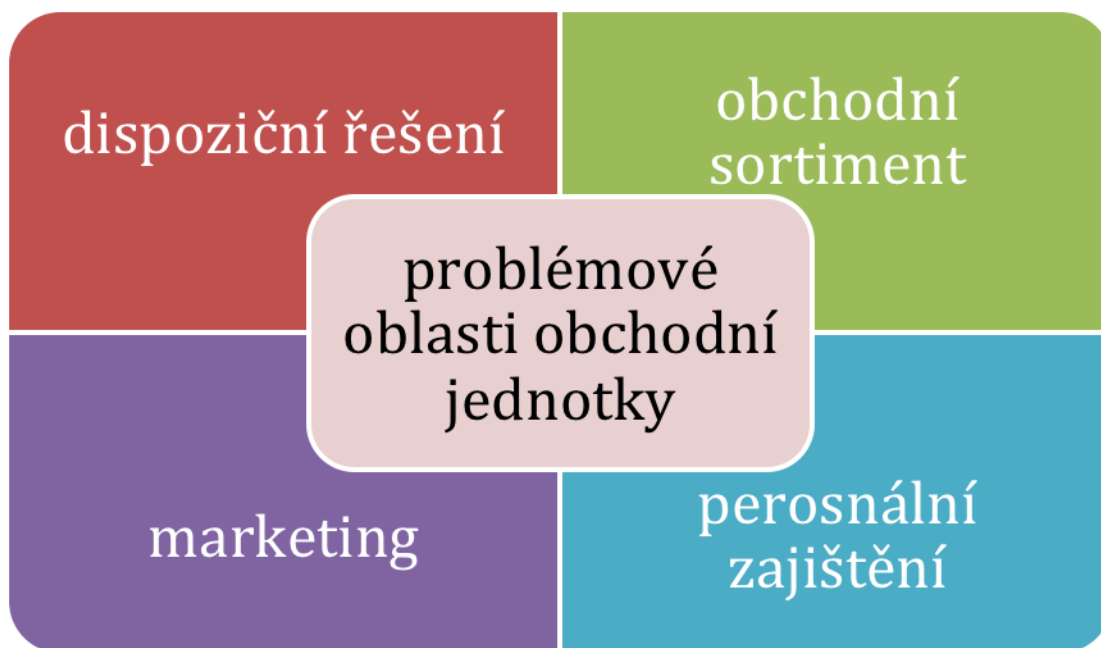 dispoziční řešení
obchodní
sortiment
problémové
oblasti obchodní
jednotky
marketing
perosnální
zajištění